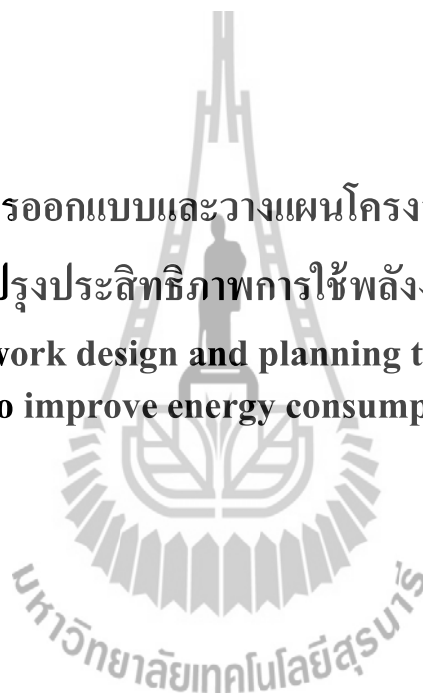 รออกแบบและวางแผนโครง
ปรุงประสิทธิภาพการใช้พลัง
work design and planning t
o improve energy consump
มหาวิทยาลัยเทคโนโลยีสุรนารี